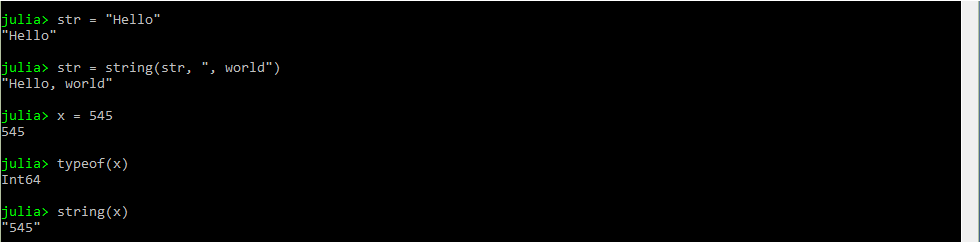 julia> str = "Hello"
"Hello"
julia> str = string(str, ", world")
"Hello, world"
julia> x = 545
545
julia> typeof(x)
Int64
julia> string(x)
"545"